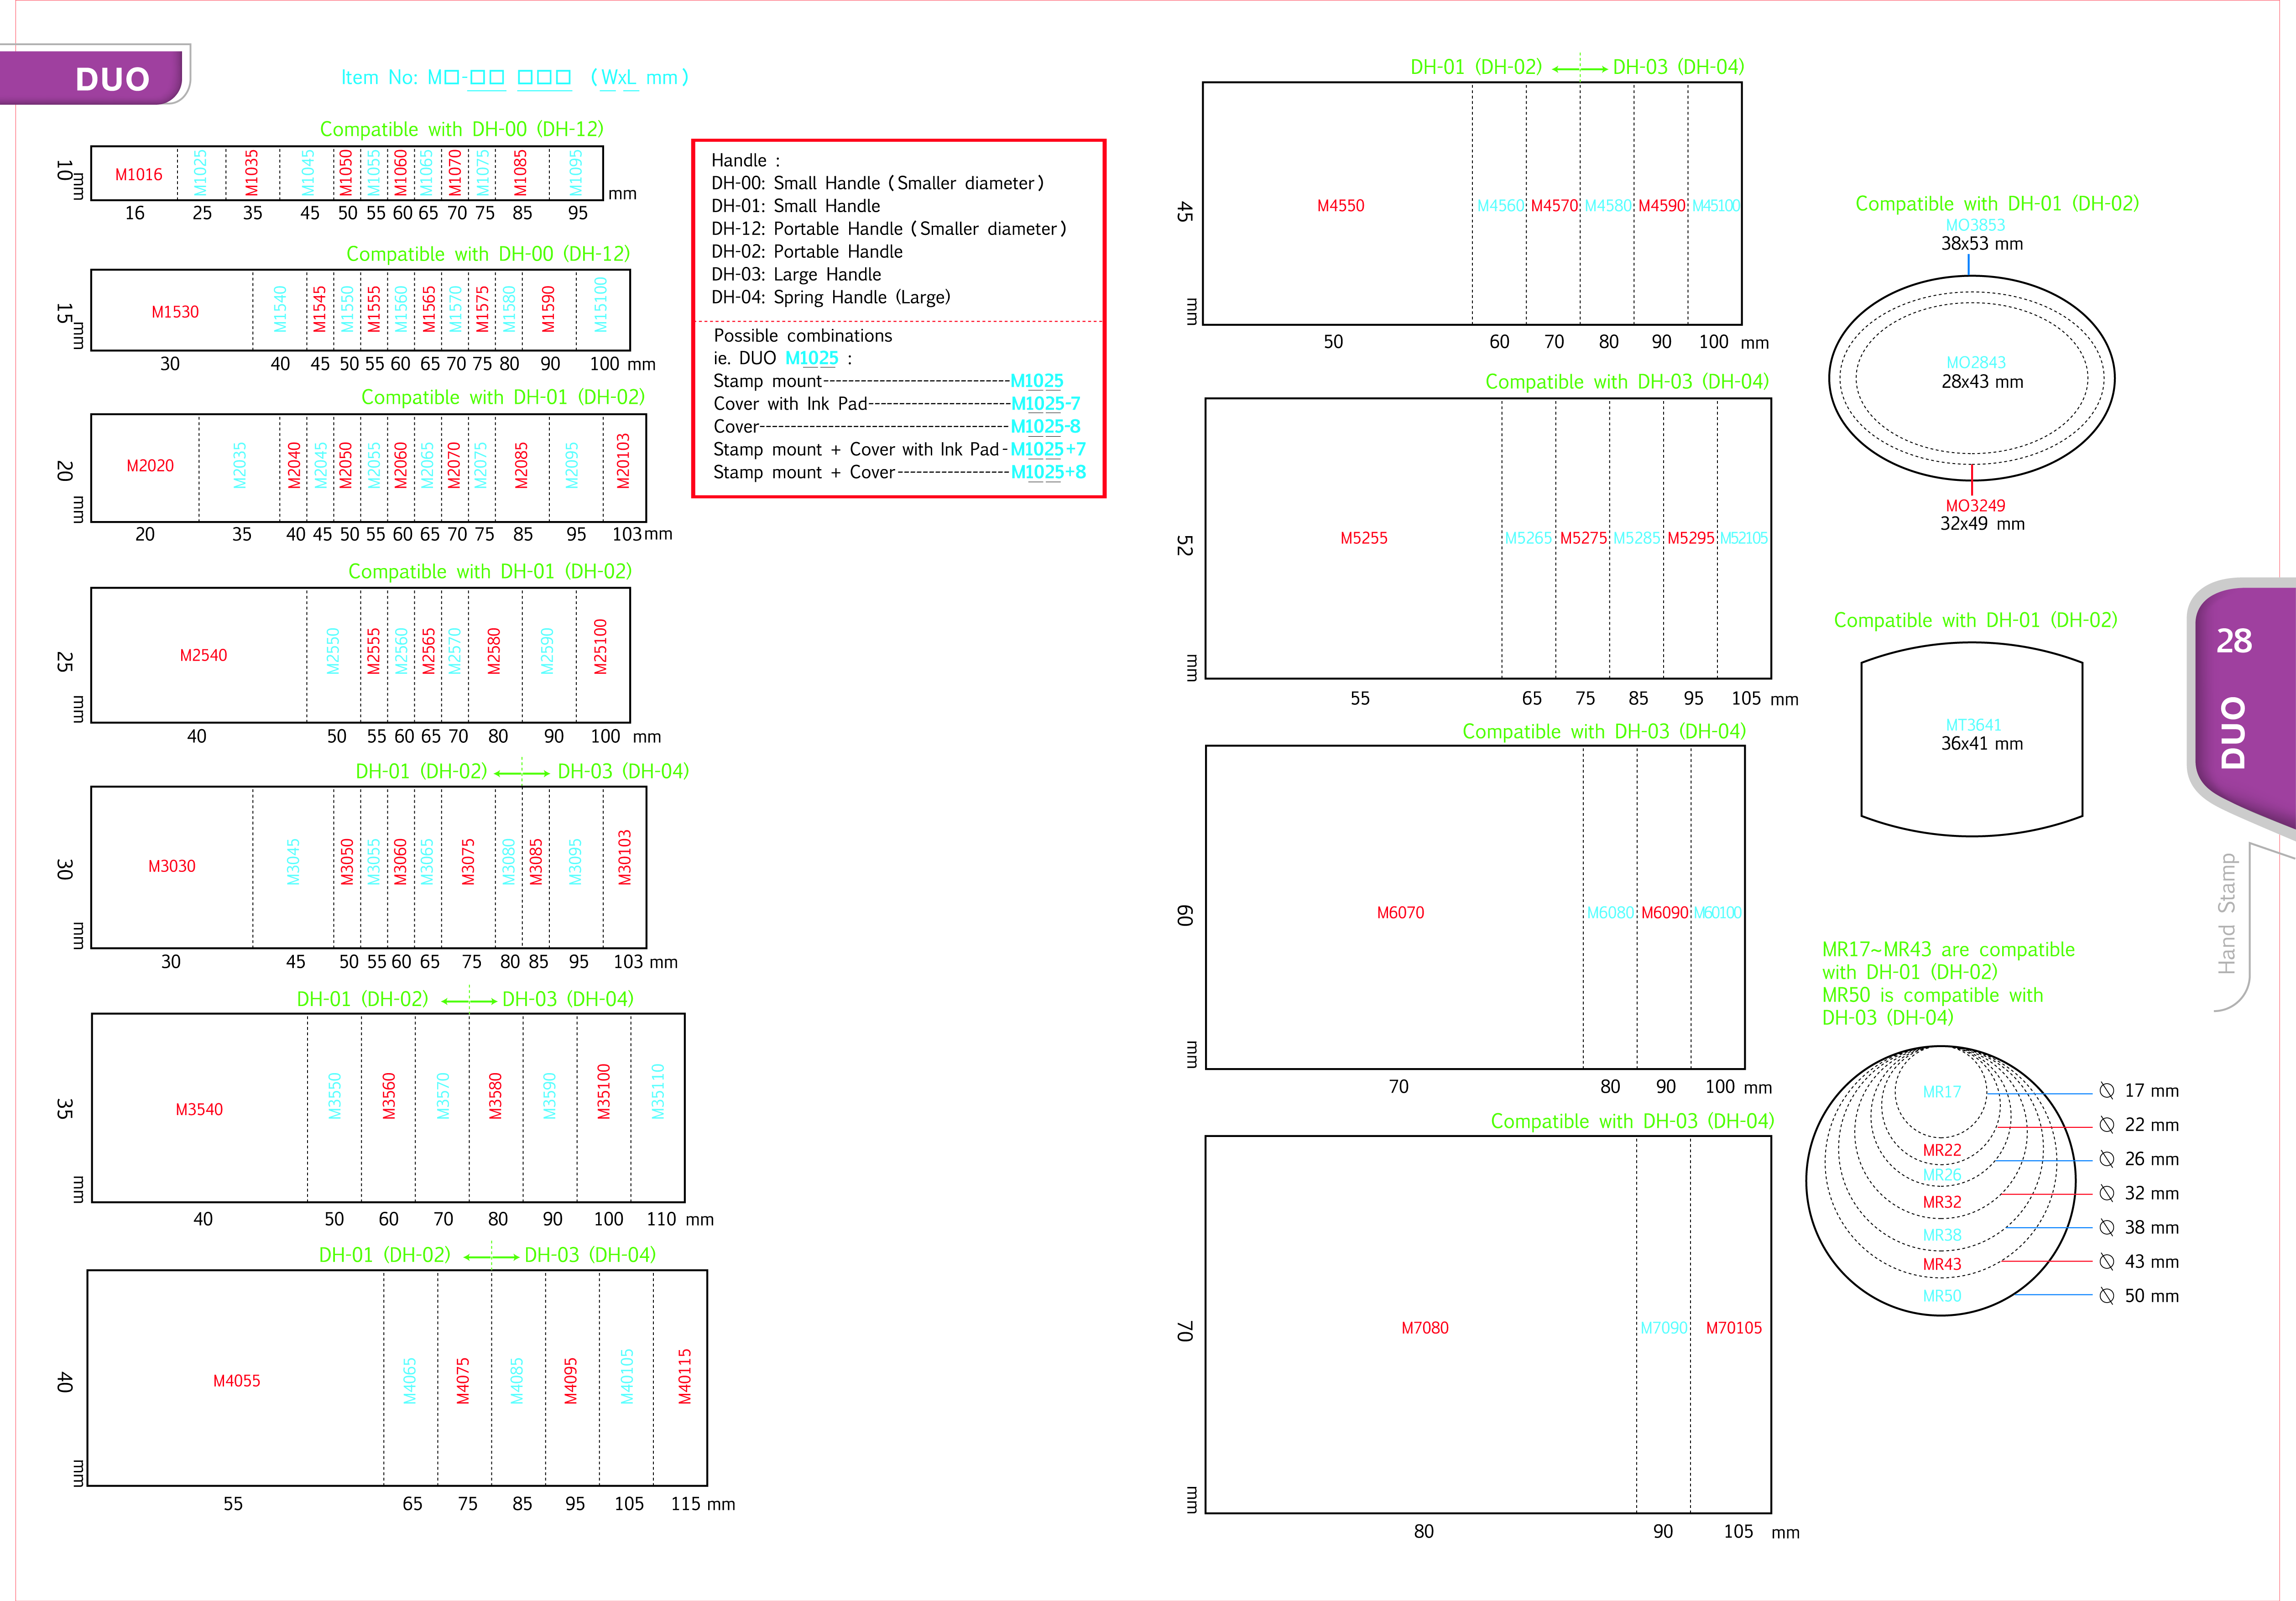 DUO
Item No: M□-□□ □□□ (WxL mm)
Compatible with DH-00 (DH-12)
10 mm
M1016 M1025 M1035 M1045 M1050 M1055 M1060 M1065 M1070 M1075 M1085 M1095
mm
16 25 35 45 50 55 60 65 70 75 85 95
Compatible with DH-00 (DH-12)
15 mm
M1530 M1540 M1545 M1550 M1555 M1560 M1565 M1570 M1575 M1580 M1590 M15100
30 40 45 50 55 60 65 70 75 80 90 100 mm
Compatible with DH-01 (DH-02)
20 mm
M2020 M2035 M2040 M2045 M2050 M2055 M2060 M2065 M2070 M2075 M2085 M2095 M20103
20 35 40 45 50 55 60 65 70 75 85 95 103 mm
Compatible with DH-01 (DH-02)
25 mm
M2540 M2550 M2555 M2560 M2565 M2570 M2580 M2590 M25100
40 50 55 60 65 70 80 90 100 mm
DH-01 (DH-02) DH-03 (DH-04)
30 mm
M3030 M3045 M3050 M3055 M3060 M3065 M3075 M3080 M3085 M3095 M30103
30 45 50 55 60 65 75 80 85 95 103 mm
DH-01 (DH-02) DH-03 (DH-04)
35 mm
M3540 M3550 M3560 M3570 M3580 M3590 M35100 M35110
40 50 60 70 80 90 100 110 mm
DH-01 (DH-02) DH-03 (DH-04)
40 mm
M4055 M4065 M4075 M4085 M4095 M40105 M40115
55 65 75 85 95 105 115 mm
Handle :
DH-00: Small Handle (Smaller diameter)
DH-01: Small Handle
DH-12: Portable Handle (Smaller diameter)
DH-02: Portable Handle
DH-03: Large Handle
DH-04: Spring Handle (Large)
Possible combinations
ie. DUO M1025 :
Stamp mount------------------------------M1025
Cover with Ink Pad-----------------------M1025-7
Cover----------------------------------------M1025-8
Stamp mount + Cover with Ink Pad-M1025+7
Stamp mount + Cover------------------M1025+8
DH-01 (DH-02) DH-03 (DH-04)
45 mm
M4550 M4560 M4570 M4580 M4590 M45100
50 60 70 80 90 100 mm
Compatible with DH-03 (DH-04)
52 mm
M5255 M5265 M5275 M5285 M5295 M52105
55 65 75 85 95 105 mm
Compatible with DH-03 (DH-04)
60 mm
M6070 M6080 M6090 M60100
70 80 90 100 mm
Compatible with DH-03 (DH-04)
70 mm
M7080 M7090 M70105
80 90 105 mm
Compatible with DH-01 (DH-02)
MO3853
38x53 mm
MO2843
28x43 mm
MO3249
32x49 mm
Compatible with DH-01 (DH-02)
MT3641
36x41 mm
MR17~MR43 are compatible
with DH-01 (DH-02)
MR50 is compatible with
DH-03 (DH-04)
MR17 ∅ 17 mm
MR22 ∅ 22 mm
MR26 ∅ 26 mm
MR32 ∅ 32 mm
MR38 ∅ 38 mm
MR43 ∅ 43 mm
MR50 ∅ 50 mm
28
DUO
Hand Stamp